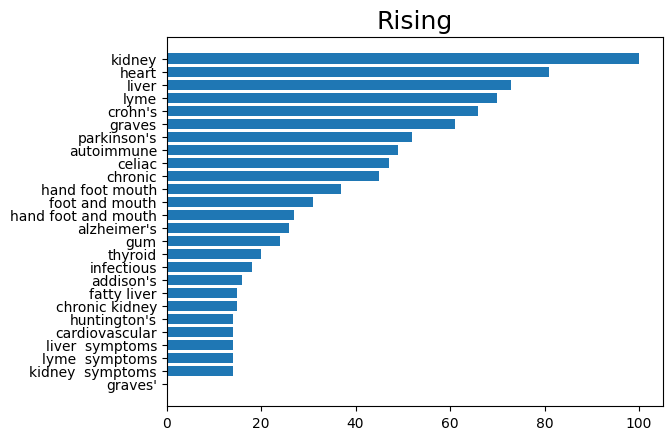 Rising
kidney
heart
liver
lyme
crohn's
graves
parkinson's
autoimmune
celiac
chronic
hand foot mouth
foot and mouth
hand foot and mouth
alzheimer's
gum
thyroid
infectious
addison's
fatty liver
chronic kidney
huntington's
cardiovascular
liver  symptoms
lyme  symptoms
kidney  symptoms
graves'
0 20 40 60 80 100